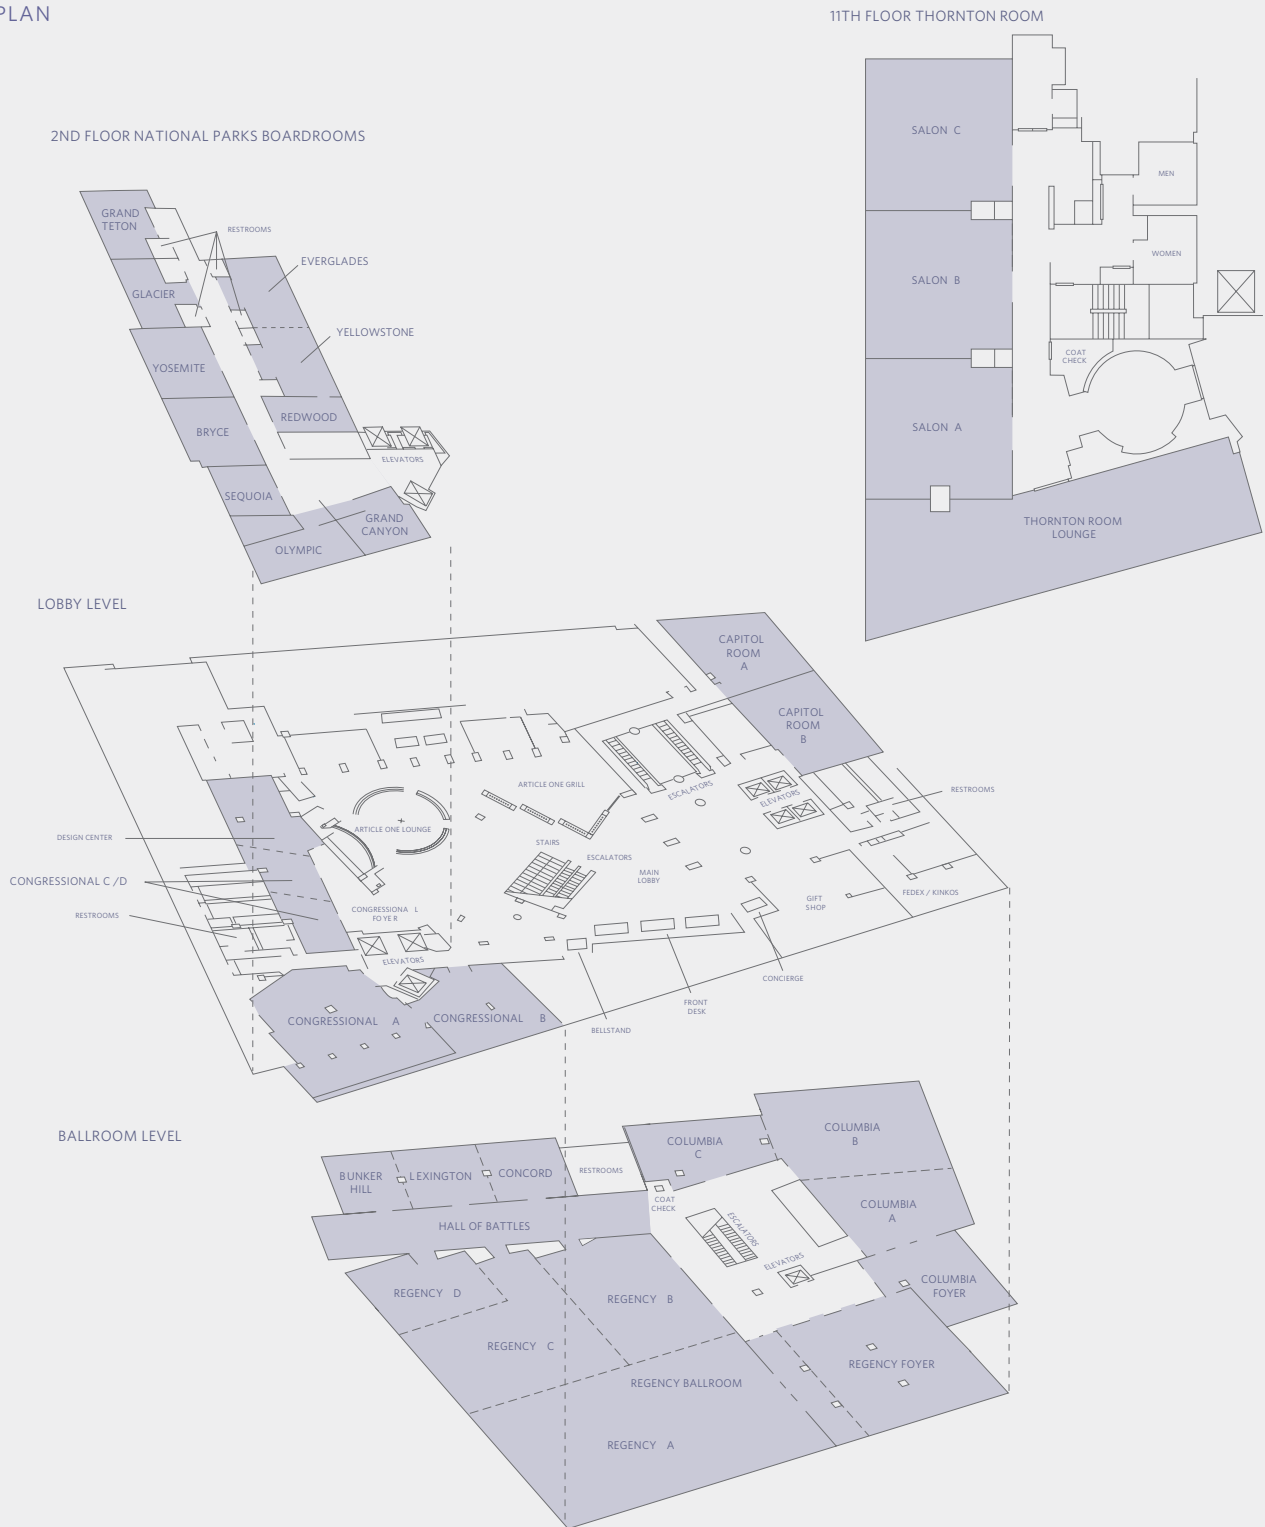 PLAN
11TH FLOOR THORNTON ROOM
SALON C
MEN
SALON B
WOMEN
COAT
CHECK
SALON A
THORNTON ROOM
LOUNGE
2ND FLOOR NATIONAL PARKS BOARDROOMS
GRAND
TETON
RESTROOMS
EVERGLADES
GLACIER
YELLOWSTONE
YOSEMITE
REDWOOD
BRYCE
ELEVATORS
SEQUOIA
GRAND
CANYON
OLYMPIC
LOBBY LEVEL
CAPITOL
ROOM
A
CAPITOL
ROOM
B
ARTICLE ONE GRILL
ESCALATORS
ELEVATORS
RESTROOMS
ARTICLE ONE LOUNGE
DESIGN CENTER
STAIRS
ESCALATORS
MAIN
LOBBY
CONGRESSIONAL C /D
GIFT
SHOP
FEDEX / KINKOS
RESTROOMS
CONGRESSIONA L
FO YE R
ELEVATORS
CONCIERGE
FRONT
DESK
CONGRESSIONAL A
CONGRESSIONAL B
BELLSTAND
BALLROOM LEVEL
COLUMBIA
B
COLUMBIA
C
BUNKER
HILL
LEXINGTON
CONCORD
RESTROOMS
COAT
CHECK
COLUMBIA
A
HALL OF BATTLES
ESCALATORS
ELEVATORS
COLUMBIA
FOYER
REGENCY D
REGENCY B
REGENCY C
REGENCY FOYER
REGENCY BALLROOM
REGENCY A